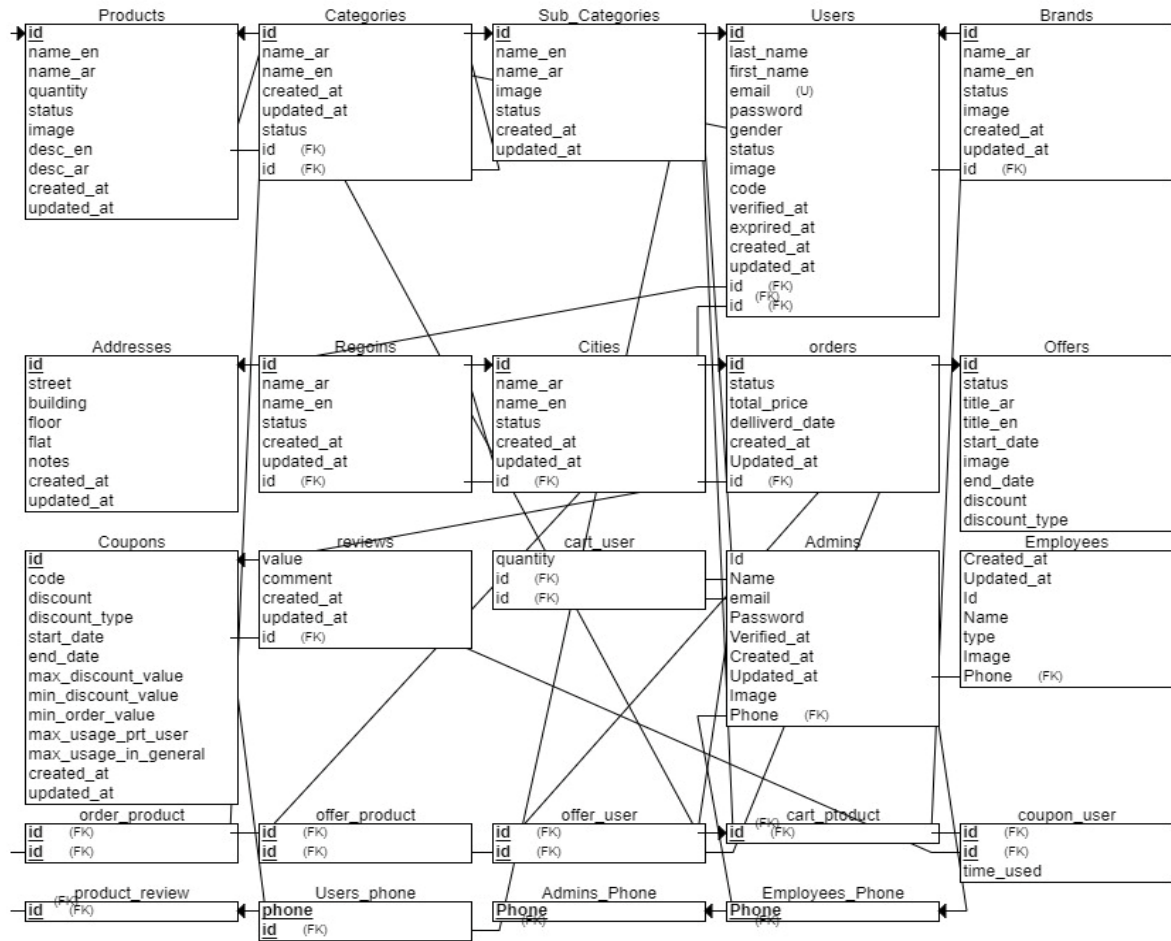 Products
id
name_en
name_ar
quantity
status
image
desc_en
desc_ar
created_at
updated_at
Categories
id
name_ar
name_en
created_at
updated_at
status
id (FK)
id (FK)
Sub_Categories
id
name_en
name_ar
image
status
created_at
updated_at
Users
id
last_name
first_name
email (U)
password
gender
status
image
code
verified_at
exprired_at
created_at
updated_at
id (FK)
(FK)
id (FK)
Brands
id
name_ar
name_en
status
image
created_at
updated_at
id (FK)
Addresses
id
street
building
floor
flat
notes
created_at
updated_at
Regoins
id
name_ar
name_en
status
created_at
updated_at
id (FK)
Cities
id
name_ar
name_en
status
created_at
updated_at
id (FK)
orders
id
status
total_price
delliverd_date
created_at
Updated_at
id (FK)
Offers
id
status
title_ar
title_en
start_date
image
end_date
discount
discount_type
Coupons
id
code
discount
discount_type
start_date
end_date
max_discount_value
min_discount_value
min_order_value
max_usage_prt_user
max_usage_in_general
created_at
updated_at
reviews
value
comment
created_at
updated_at
id (FK)
cart_user
quantity
id (FK)
id (FK)
Admins
Id
Name
email
Password
Verified_at
Created_at
Updated_at
Image
Phone (FK)
Employees
Created_at
Updated_at
Id
Name
type
Image
Phone (FK)
order_product
id (FK)
id (FK)
offer_product
id (FK)
id (FK)
offer_user
id (FK)
id (FK)
cart_ptoduct
(FK)
id (FK)
coupon_user
id (FK)
id (FK)
time_used
product_review
(FK)
id (FK)
Users_phone
phone
id (FK)
Admins_Phone
Phone
(FK)
Employees_Phone
Phone
(FK)